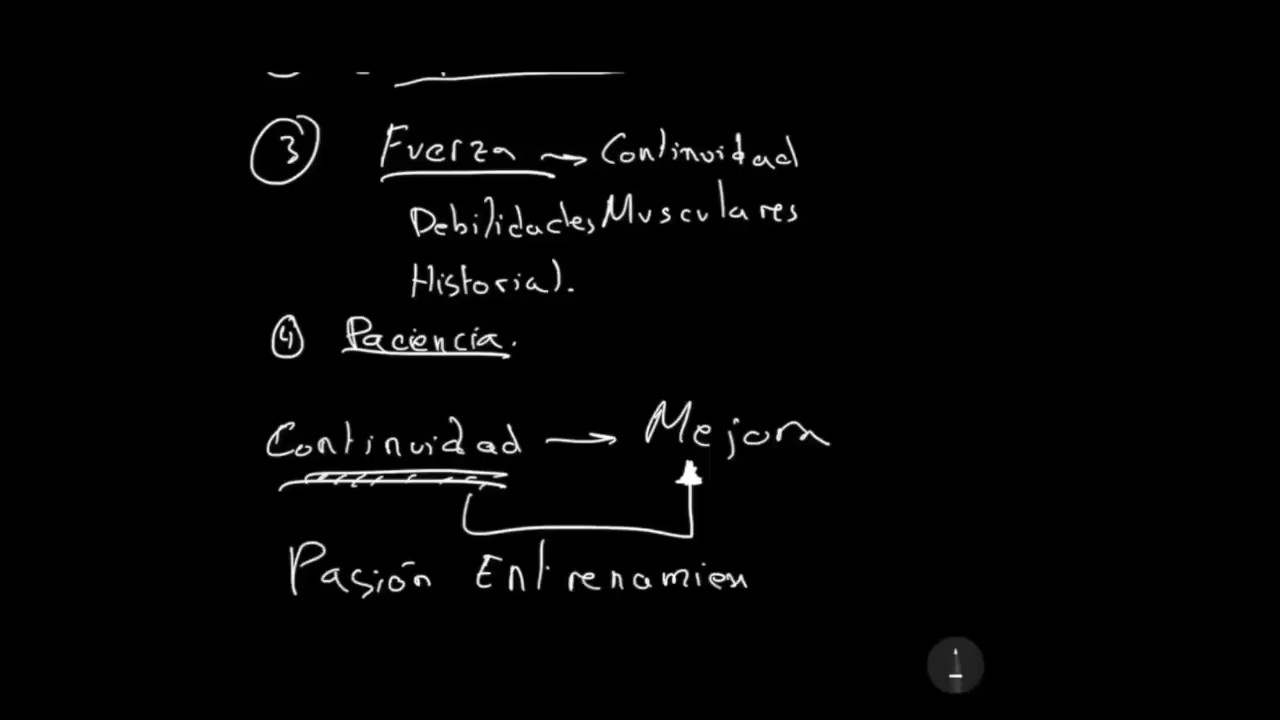 3 Fuerza → Continuidad
Debilidades Musculares
Historial.
4 Paciencia.
Continuidad → Mejora
Pasión Entrenamien